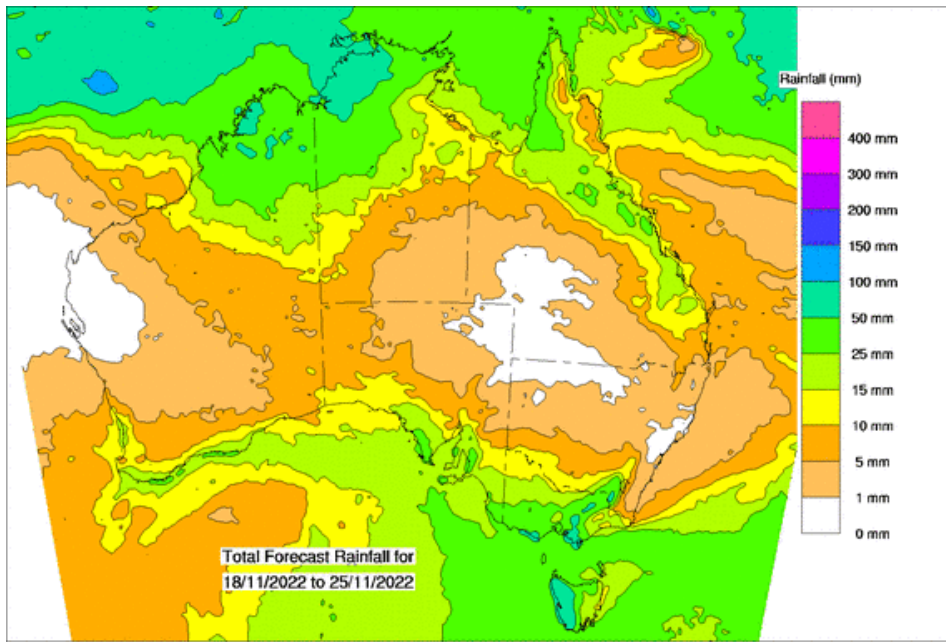 Rainfall (mm)
400 mm
300 mm
200 mm
150 mm
100 mm
50 mm
25 mm
15 mm
10 mm
5 mm
1 mm
0 mm
Total Forecast Rainfall for
18/11/2022 to 25/11/2022